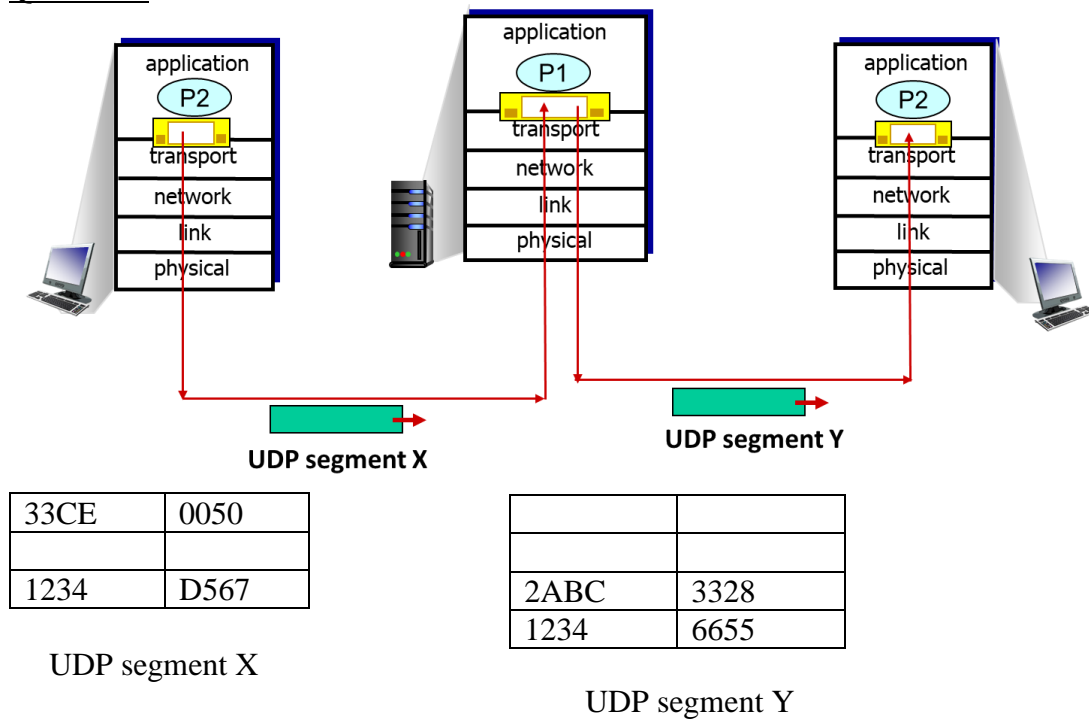 application
P2
transport
network
link
physical
application
P1
transport
network
link
physical
application
P2
transport
network
link
physical
UDP segment X
UDP segment Y
33CE 0050
1234 D567
UDP segment X
2ABC 3328
1234 6655
UDP segment Y